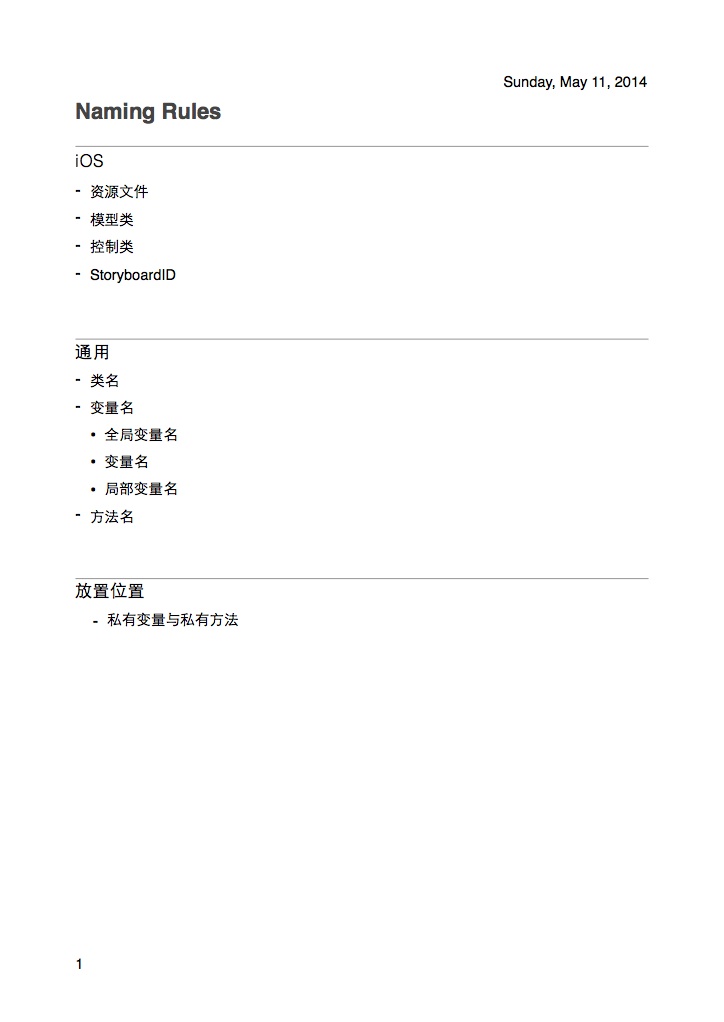 Sunday, May 11, 2014
Naming Rules
iOS
- 资源文件
- 模型类
- 控制类
- StoryboardID
通用
- 类名
- 变量名
• 全局变量名
• 变量名
• 局部变量名
- 方法名
放置位置
- 私有变量与私有方法
1